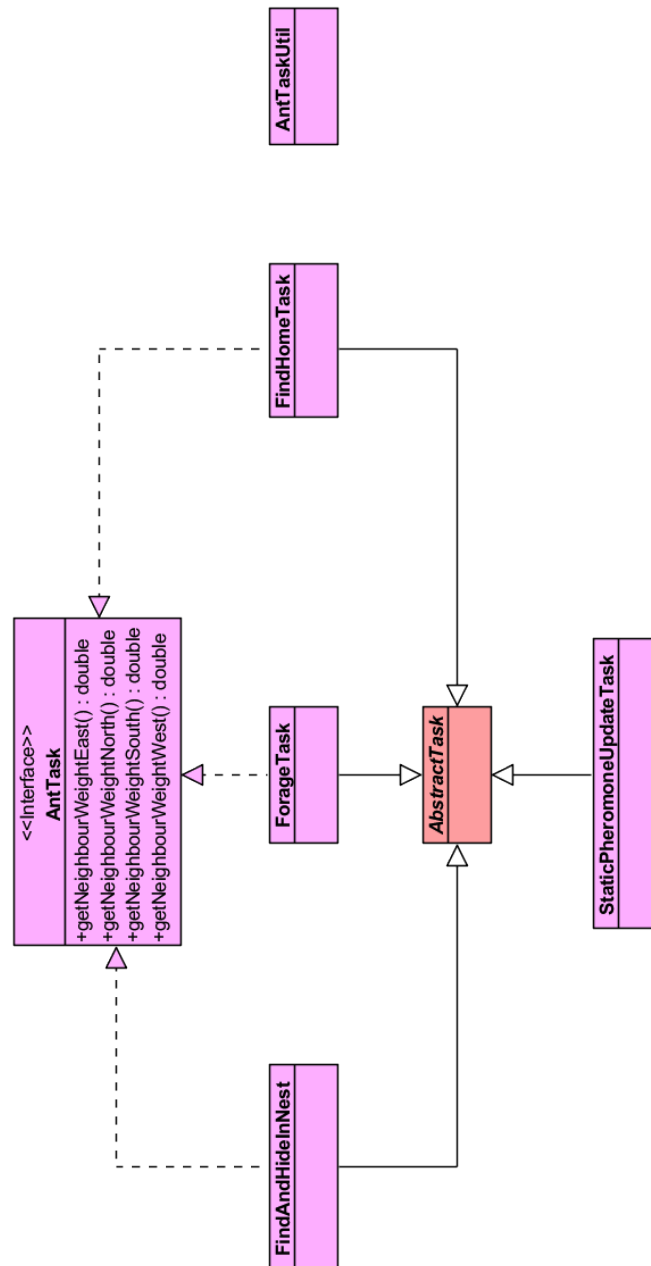 <<Interface>>
AntTask
+getNeighbourWeightEast() : double
+getNeighbourWeightNorth() : double
+getNeighbourWeightSouth() : double
+getNeighbourWeightWest() : double
FindAndHideInNest
ForageTask
FindHomeTask
AntTaskUtil
AbstractTask
StaticPheromoneUpdateTask